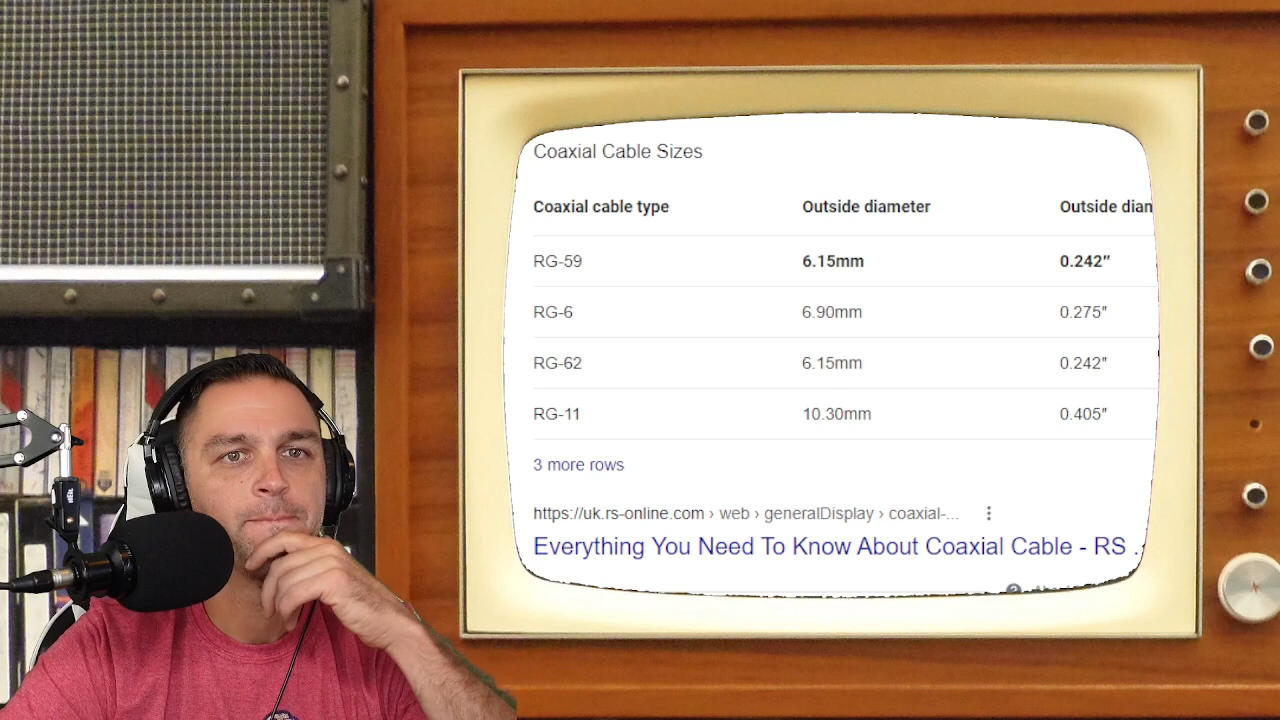 Coaxial Cable Sizes
Coaxial cable type Outside diameter Outside
RG-59 6.15mm 0.242″
RG-6 6.90mm 0.275″
RG-62 6.15mm 0.242″
RG-11 10.30mm 0.405″
3 more rows
https://uk.rs-online.com › web › generalDisplay › coaxial-...
Everything You Need To Know About Coaxial Cable - RS